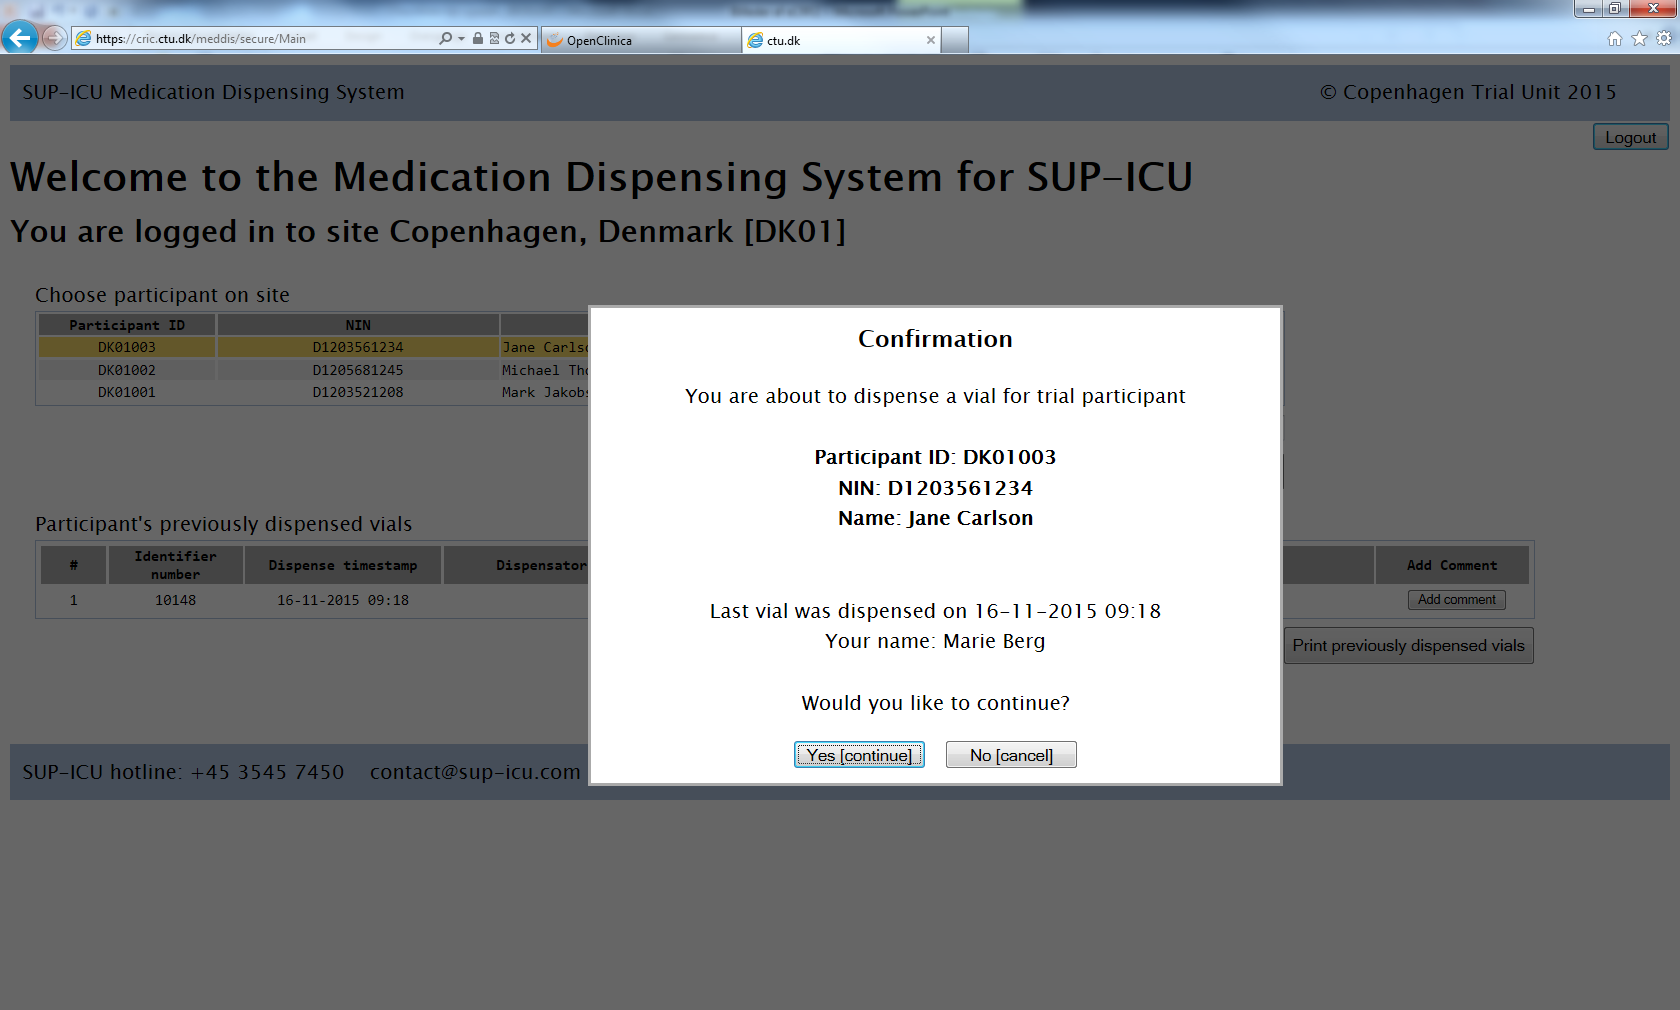 https://cric.ctu.dk/meddis/secure/Main
OpenClinica
ctu.dk
SUP-ICU Medication Dispensing System
© Copenhagen Trial Unit 2015
Logout
Welcome to the Medication Dispensing System for SUP-ICU
You are logged in to site Copenhagen, Denmark [DK01]
Choose participant on site
Participant ID NIN
DK01003 D1203561234 Jane
DK01002 D1205681245 Michael
DK01001 D1203521208 Mark
Confirmation
You are about to dispense a vial for trial participant
Participant ID: DK01003
NIN: D1203561234
Name: Jane Carlson
Last vial was dispensed on 16-11-2015 09:18
Your name: Marie Berg
Would you like to continue?
Yes [continue] No [cancel]
Participant's previously dispensed vials
# Identifier number Dispense timestamp Dispensator Add Comment
1 10148 16-11-2015 09:18 Add comment
Print previously dispensed vials
SUP-ICU hotline: +45 3545 7450 contact@sup-icu.com